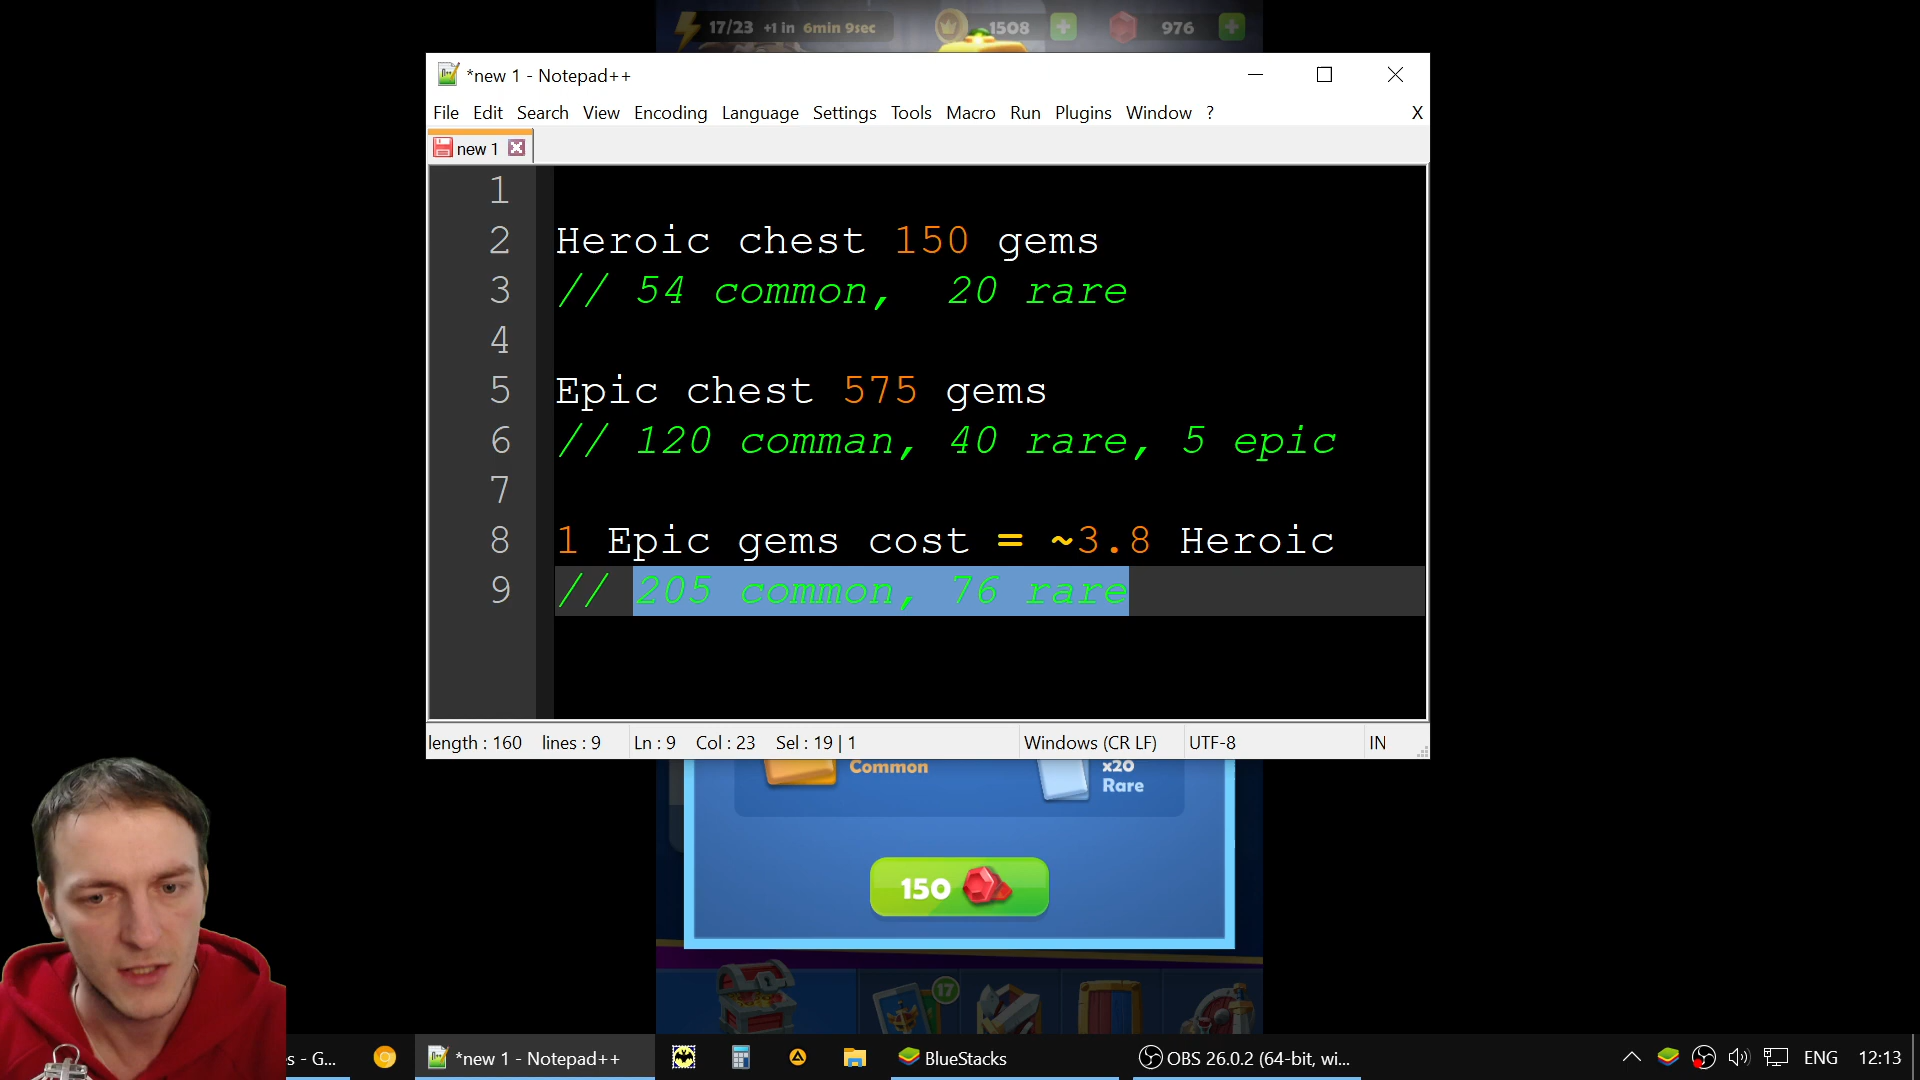 17/23 +1 in 6min 9sec 1508 976
*new 1 - Notepad++
File Edit Search View Encoding Language Settings Tools Macro Run Plugins Window ? X
new 1
1
2 Heroic chest 150 gems
3 // 54 common, 20 rare
4
5 Epic chest 575 gems
6 // 120 comman, 40 rare, 5 epic
7
8 1 Epic gems cost = ~3.8 Heroic
9 // 205 common, 76 rare
length : 160 lines : 9 Ln : 9 Col : 23 Sel : 19 | 1 Windows (CR LF) UTF-8 IN
Common
x20
Rare
150
17
s - G... *new 1 - Notepad++ BlueStacks OBS 26.0.2 (64-bit, wi... ENG 12:13